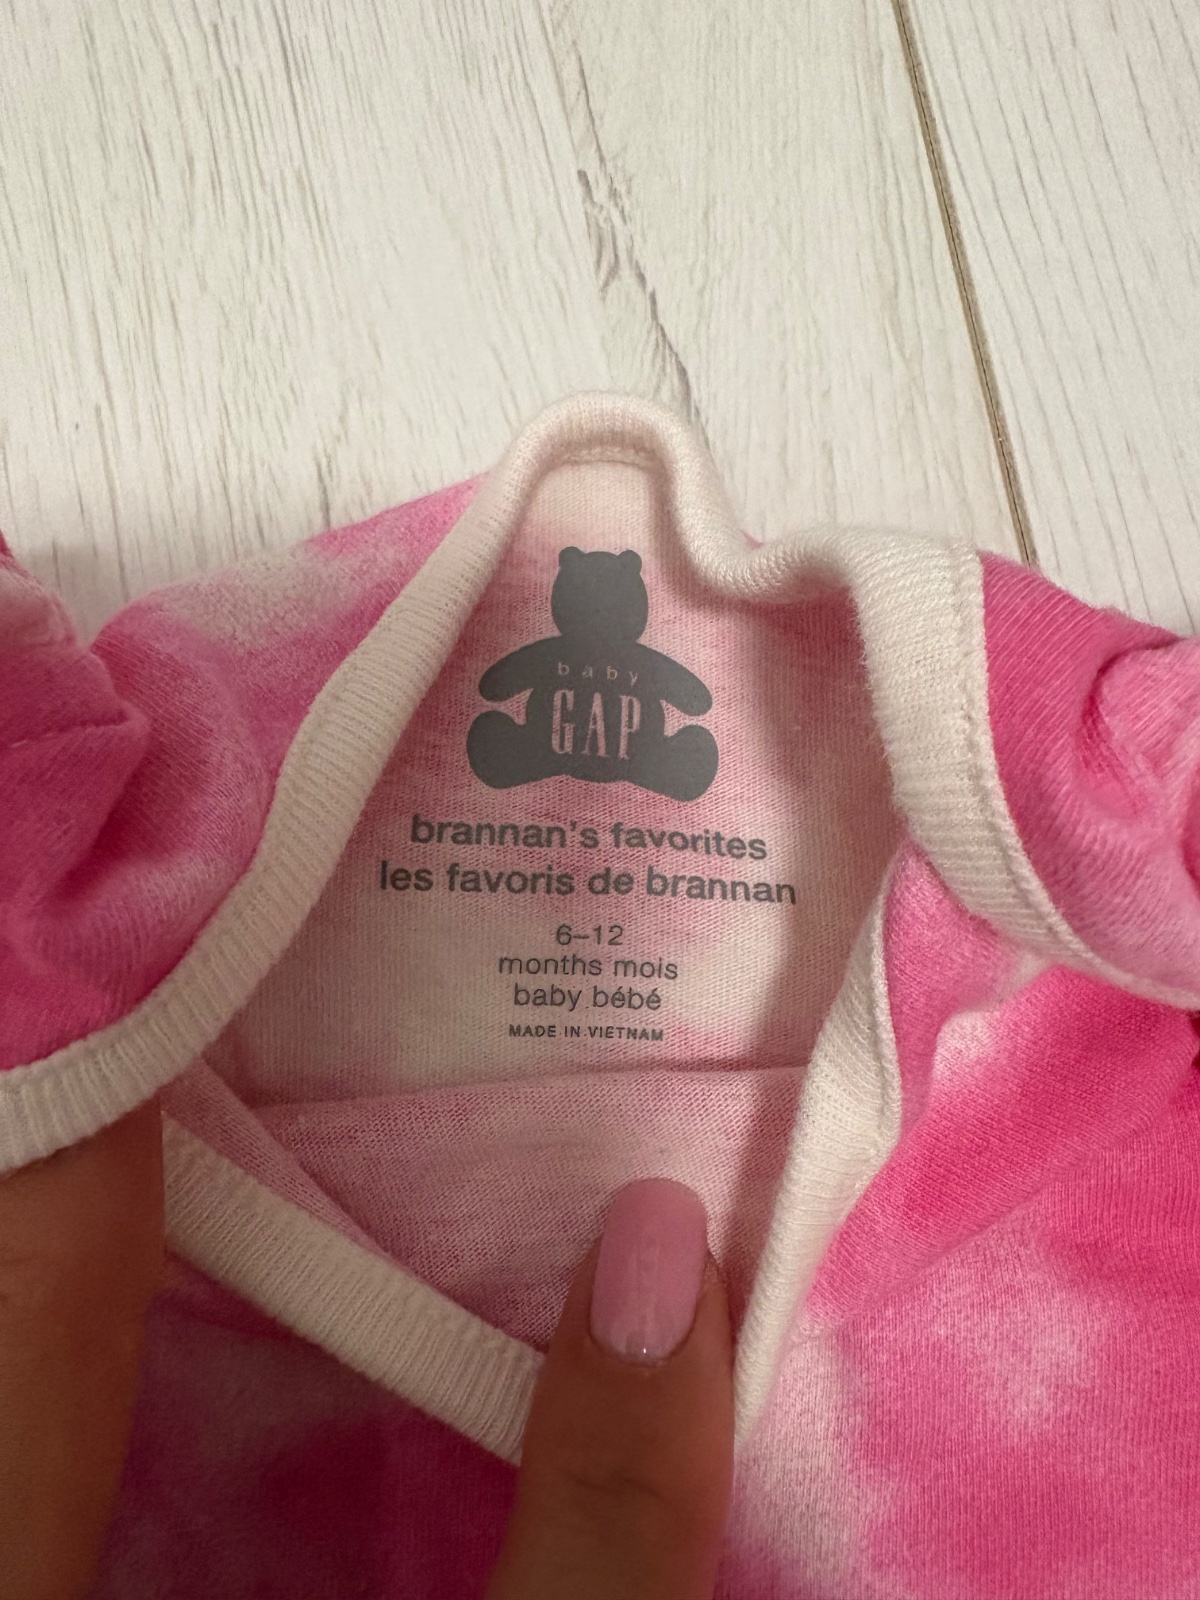 baby
GAP
brannan's favorites
les favoris de brannan
6–12
months mois
baby bébé
MADE IN VIETNAM